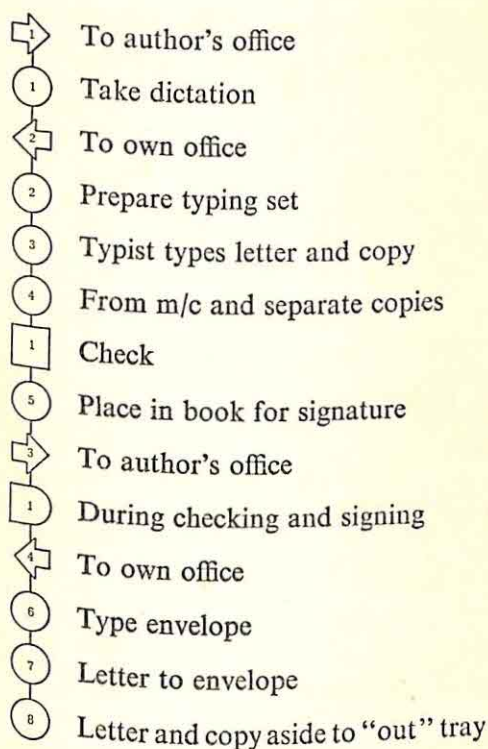 1 To author's office
1 Take dictation
2 To own office
2 Prepare typing set
3 Typist types letter and copy
4 From m/c and separate copies
1 Check
5 Place in book for signature
3 To author's office
1 During checking and signing
4 To own office
6 Type envelope
7 Letter to envelope
8 Letter and copy aside to "out" tray